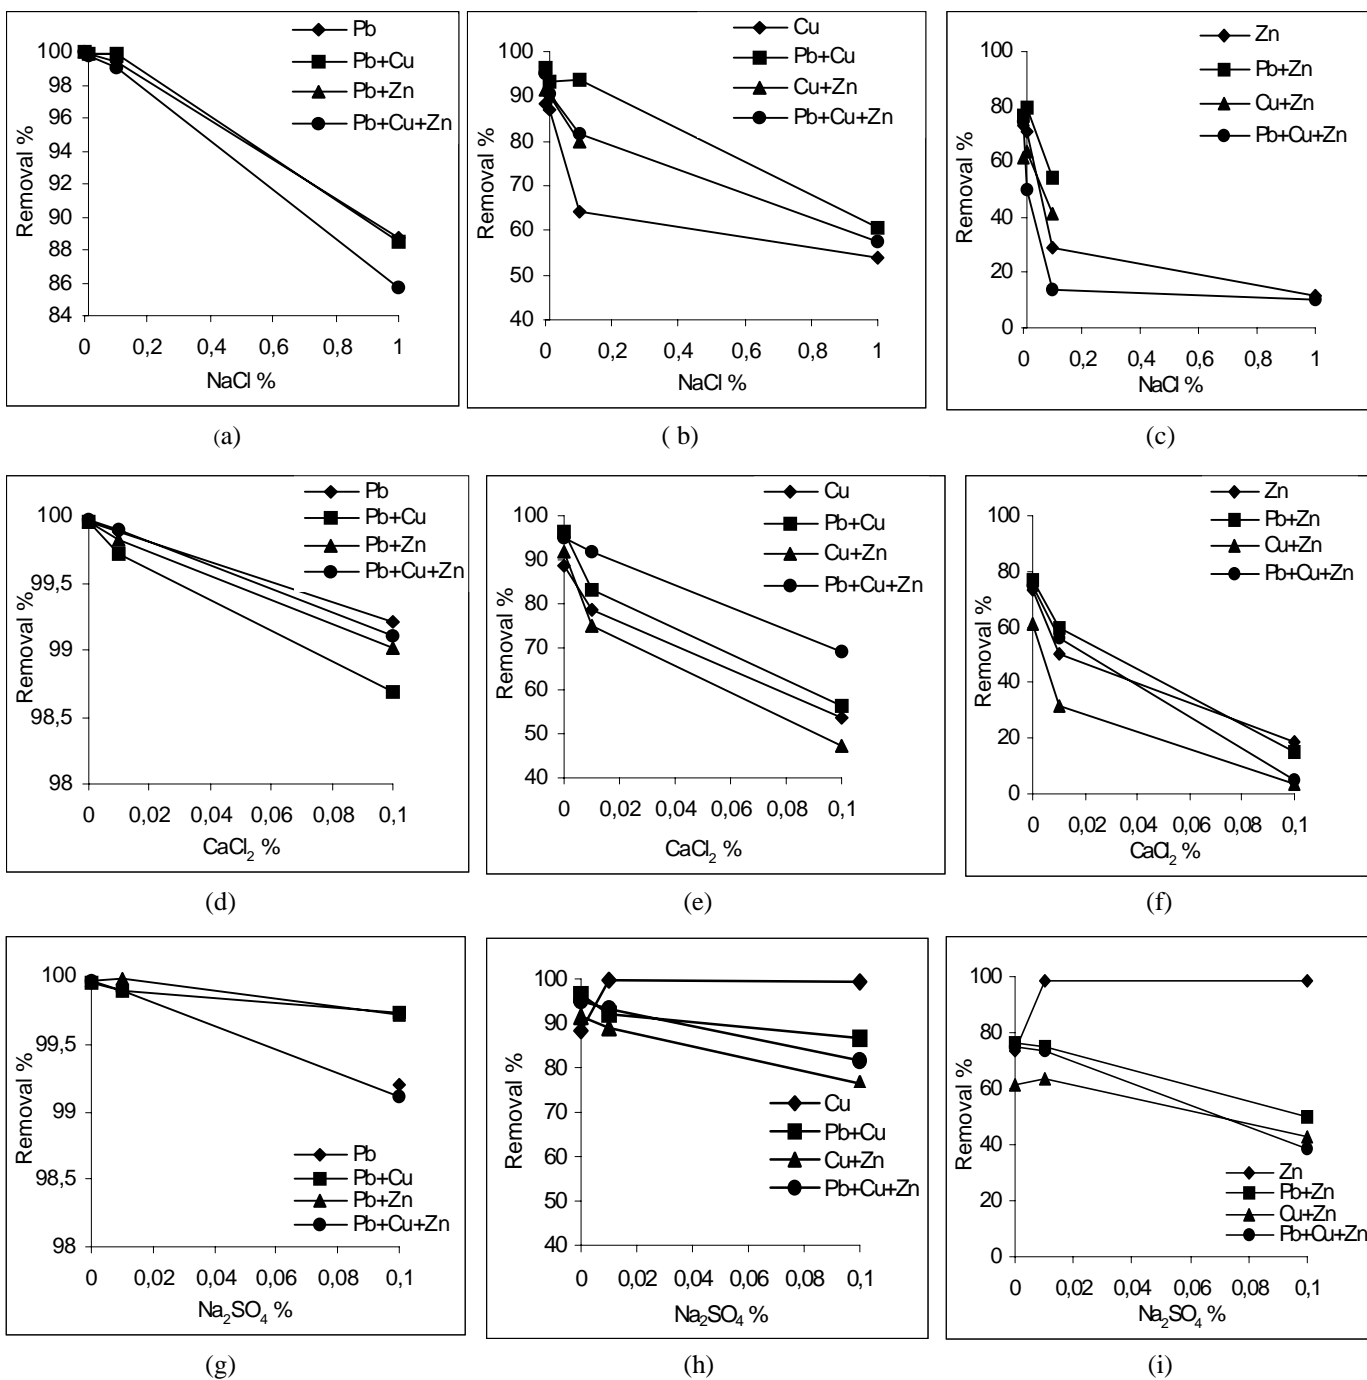 Pb
Pb+Cu
Pb+Zn
Pb+Cu+Zn
100
98
96
94
92
90
88
86
84
Removal %
0 0,2 0,4 0,6 0,8 1
NaCl %
(a)
Cu
Pb+Cu
Cu+Zn
Pb+Cu+Zn
100
90
80
70
60
50
40
Removal %
0 0,2 0,4 0,6 0,8 1
NaCl %
( b)
Zn
Pb+Zn
Cu+Zn
Pb+Cu+Zn
100
80
60
40
20
0
Removal %
0 0,2 0,4 0,6 0,8 1
NaCl %
(c)
Pb
Pb+Cu
Pb+Zn
Pb+Cu+Zn
100
99,5
99
98,5
98
Removal %
0 0,02 0,04 0,06 0,08 0,1
CaCl2 %
(d)
Cu
Pb+Cu
Cu+Zn
Pb+Cu+Zn
100
90
80
70
60
50
40
Removal %
0 0,02 0,04 0,06 0,08 0,1
CaCl2 %
(e)
Zn
Pb+Zn
Cu+Zn
Pb+Cu+Zn
100
80
60
40
20
0
Removal %
0 0,02 0,04 0,06 0,08 0,1
CaCl2 %
(f)
100
99,5
99
98,5
98
Removal %
Pb
Pb+Cu
Pb+Zn
Pb+Cu+Zn
0 0,02 0,04 0,06 0,08 0,1
Na2SO4 %
(g)
100
90
80
70
60
50
40
Removal %
Cu
Pb+Cu
Cu+Zn
Pb+Cu+Zn
0 0,02 0,04 0,06 0,08 0,1
Na2SO4 %
(h)
100
80
60
40
20
0
Removal %
Zn
Pb+Zn
Cu+Zn
Pb+Cu+Zn
0 0,02 0,04 0,06 0,08 0,1
Na2SO4 %
(i)